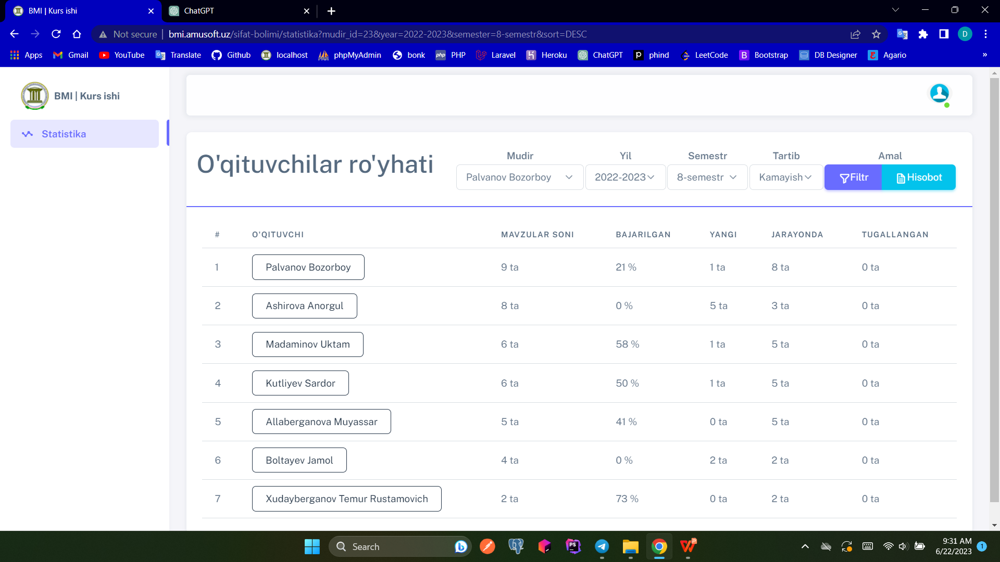 BMI | Kurs ishi
ChatGPT
Not secure
bmi.amusoft.uz/sifat-bolimi/statistika?mudir_id=23&year=2022-2023&semester=8-semestr&sort=DESC
D
Apps Gmail YouTube Translate Github localhost phpMyAdmin bonk php PHP Laravel Heroku ChatGPT phind LeetCode B Bootstrap DB Designer Agario »
BMI | Kurs ishi
Statistika
O'qituvchilar ro'yhati
Mudir Yil Semestr Tartib Amal
Palvanov Bozorboy 2022-2023 8-semestr Kamayish Filtr Hisobot
# O'QITUVCHI MAVZULAR SONI BAJARILGAN YANGI JARAYONDA TUGALLANGAN
1 Palvanov Bozorboy 9 ta 21 % 1 ta 8 ta 0 ta
2 Ashirova Anorgul 8 ta 0 % 5 ta 3 ta 0 ta
3 Madaminov Uktam 6 ta 58 % 1 ta 5 ta 0 ta
4 Kutliyev Sardor 6 ta 50 % 1 ta 5 ta 0 ta
5 Allaberganova Muyassar 5 ta 41 % 0 ta 5 ta 0 ta
6 Boltayev Jamol 4 ta 0 % 2 ta 2 ta 0 ta
7 Xudayberganov Temur Rustamovich 2 ta 73 % 0 ta 2 ta 0 ta
Search
PS
9:31 AM
6/22/2023
1